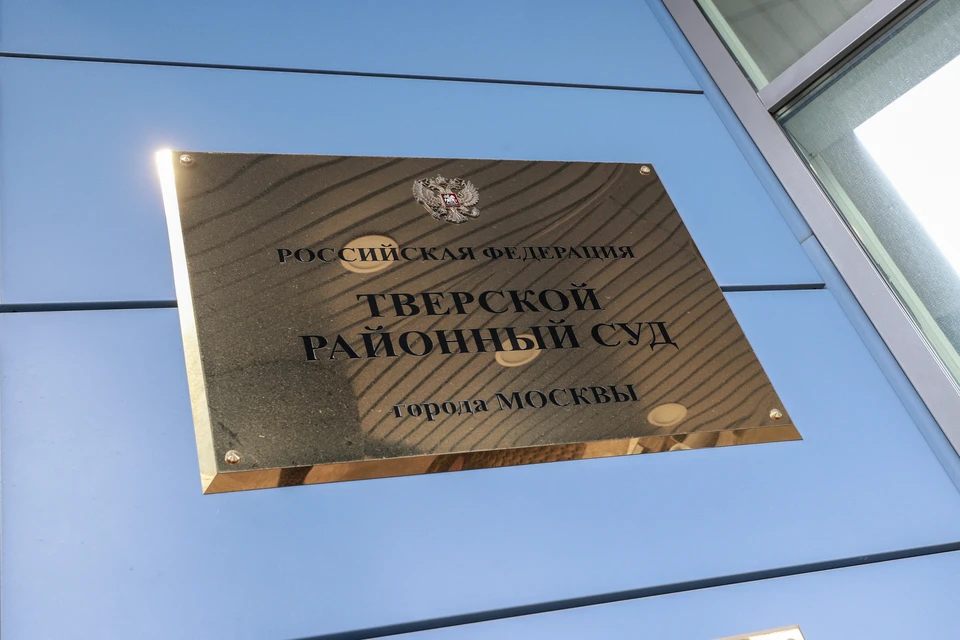 РОССИЙСКАЯ ФЕДЕРАЦИЯ
ТВЕРСКОЙ
РАЙОННЫЙ СУД
города МОСКВЫ